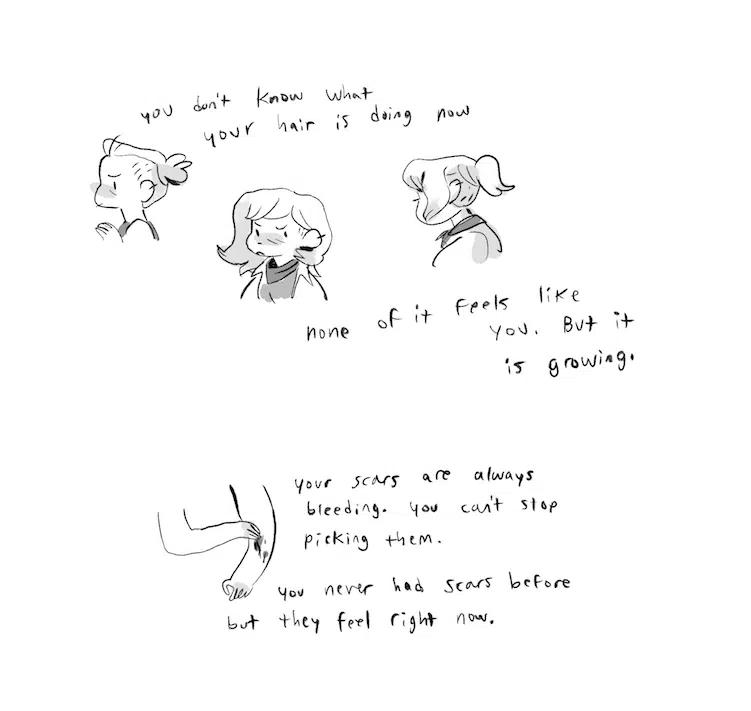 you don't know what
your hair is doing now
none of it feels like
you. But it
is growing.
your scars are always
bleeding. you can't stop
picking them.
you never had scars before
but they feel right now.